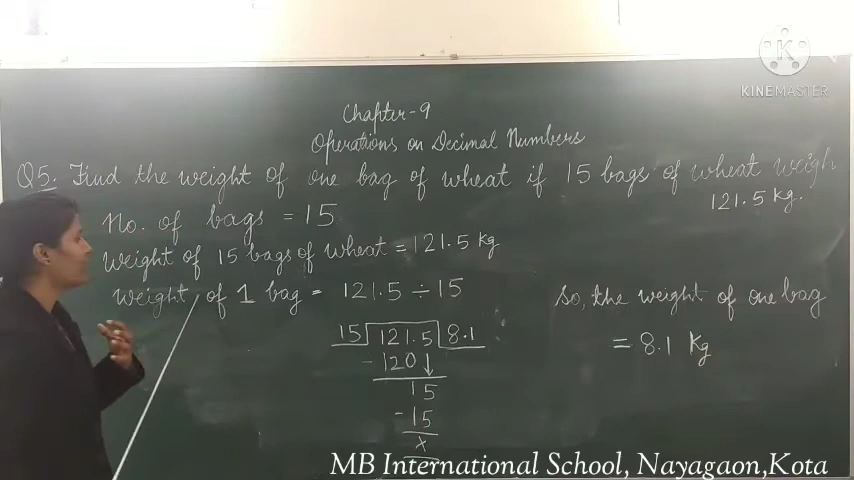 KINEMASTER
Chapter-9
Operations on Decimal Numbers
Q5. Find the weight of one bag of wheat if 15 bags of wheat weigh
121.5 kg.
No. of bags = 15
Weight of 15 bags of wheat = 121.5 kg
Weight of 1 bag = 121.5 ÷ 15
So, the weight of one bag
= 8.1 Kg
15 121.5 8.1
- 120 ↓
15
- 15
x
MB International School, Nayagaon,Kota